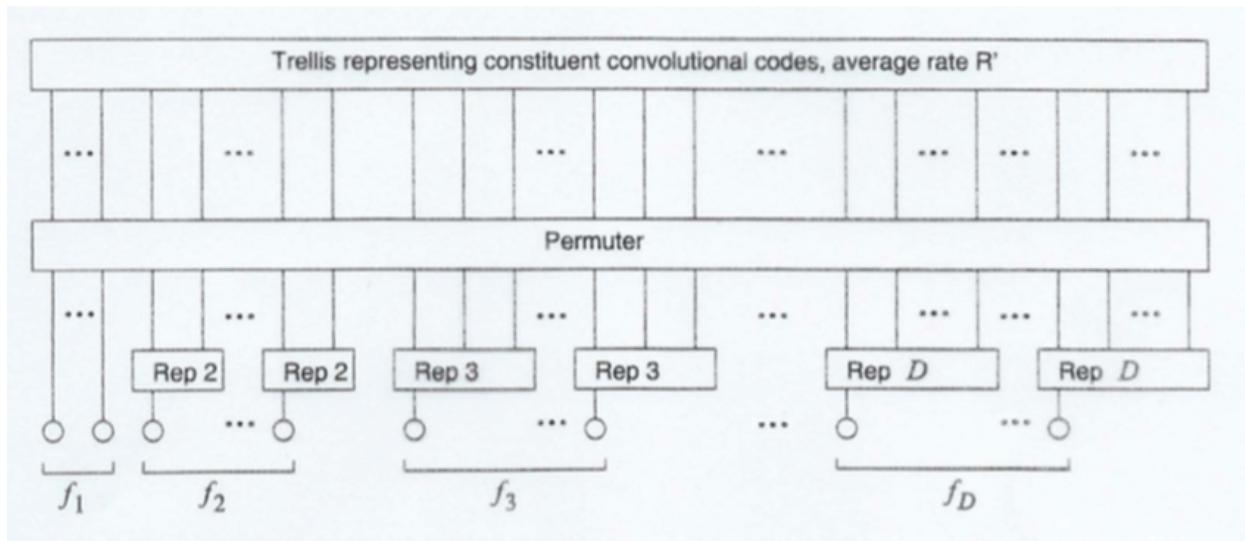 Trellis representing constituent convolutional codes, average rate R'
... ... ... ... ... ... ...
Permuter
... ... ... ... ... ... ...
Rep 2 Rep 2 Rep 3 Rep 3 Rep D Rep D
... ... ... ...
f1 f2 f3 fD